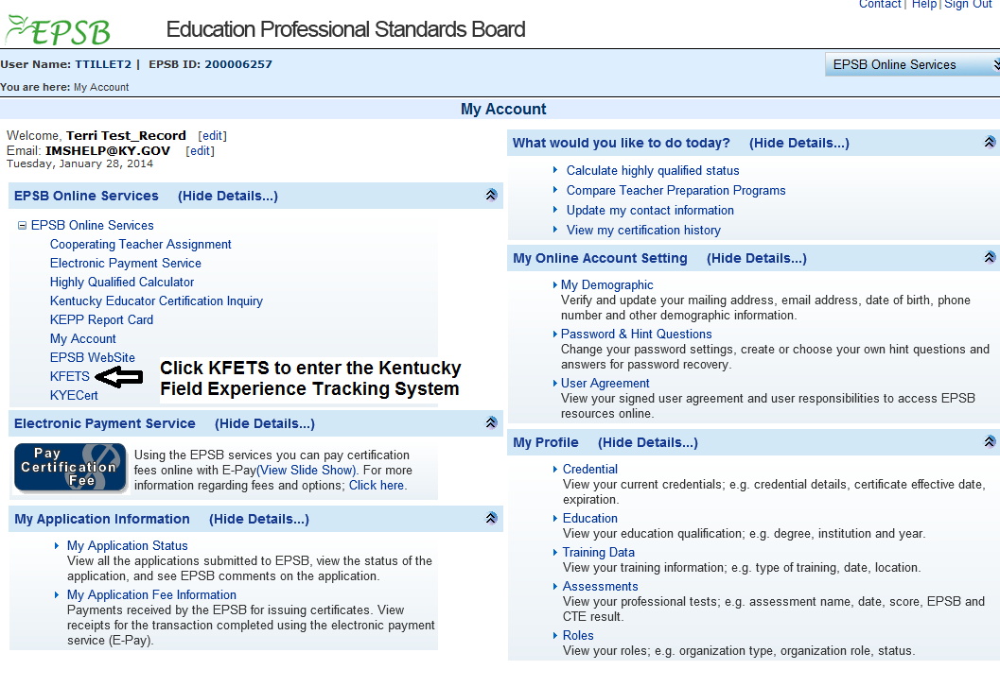 Contact | Help | Sign Out
EPSB
Education Professional Standards Board
User Name: TTILLET2 | EPSB ID: 200006257
EPSB Online Services
You are here: My Account
My Account
Welcome, Terri Test_Record [edit]
Email: IMSHELP@KY.GOV [edit]
Tuesday, January 28, 2014
EPSB Online Services (Hide Details...)
EPSB Online Services
Cooperating Teacher Assignment
Electronic Payment Service
Highly Qualified Calculator
Kentucky Educator Certification Inquiry
KEPP Report Card
My Account
EPSB WebSite
KFETS
KYECert
Click KFETS to enter the Kentucky
Field Experience Tracking System
Electronic Payment Service (Hide Details...)
Pay
Certification
Fee
Using the EPSB services you can pay certification
fees online with E-Pay(View Slide Show). For more
information regarding fees and options; Click here.
My Application Information (Hide Details...)
My Application Status
View all the applications submitted to EPSB, view the status of the
application, and see EPSB comments on the application.
My Application Fee Information
Payments received by the EPSB for issuing certificates. View
receipts for the transaction completed using the electronic payment
service (E-Pay).
What would you like to do today? (Hide Details...)
Calculate highly qualified status
Compare Teacher Preparation Programs
Update my contact information
View my certification history
My Online Account Setting (Hide Details...)
My Demographic
Verify and update your mailing address, email address, date of birth, phone
number and other demographic information.
Password & Hint Questions
Change your password settings, create or choose your own hint questions and
answers for password recovery.
User Agreement
View your signed user agreement and user responsibilities to access EPSB
resources online.
My Profile (Hide Details...)
Credential
View your current credentials; e.g. credential details, certificate effective date,
expiration.
Education
View your education qualification; e.g. degree, institution and year.
Training Data
View your training information; e.g. type of training, date, location.
Assessments
View your professional tests; e.g. assessment name, date, score, EPSB and
CTE result.
Roles
View your roles; e.g. organization type, organization role, status.